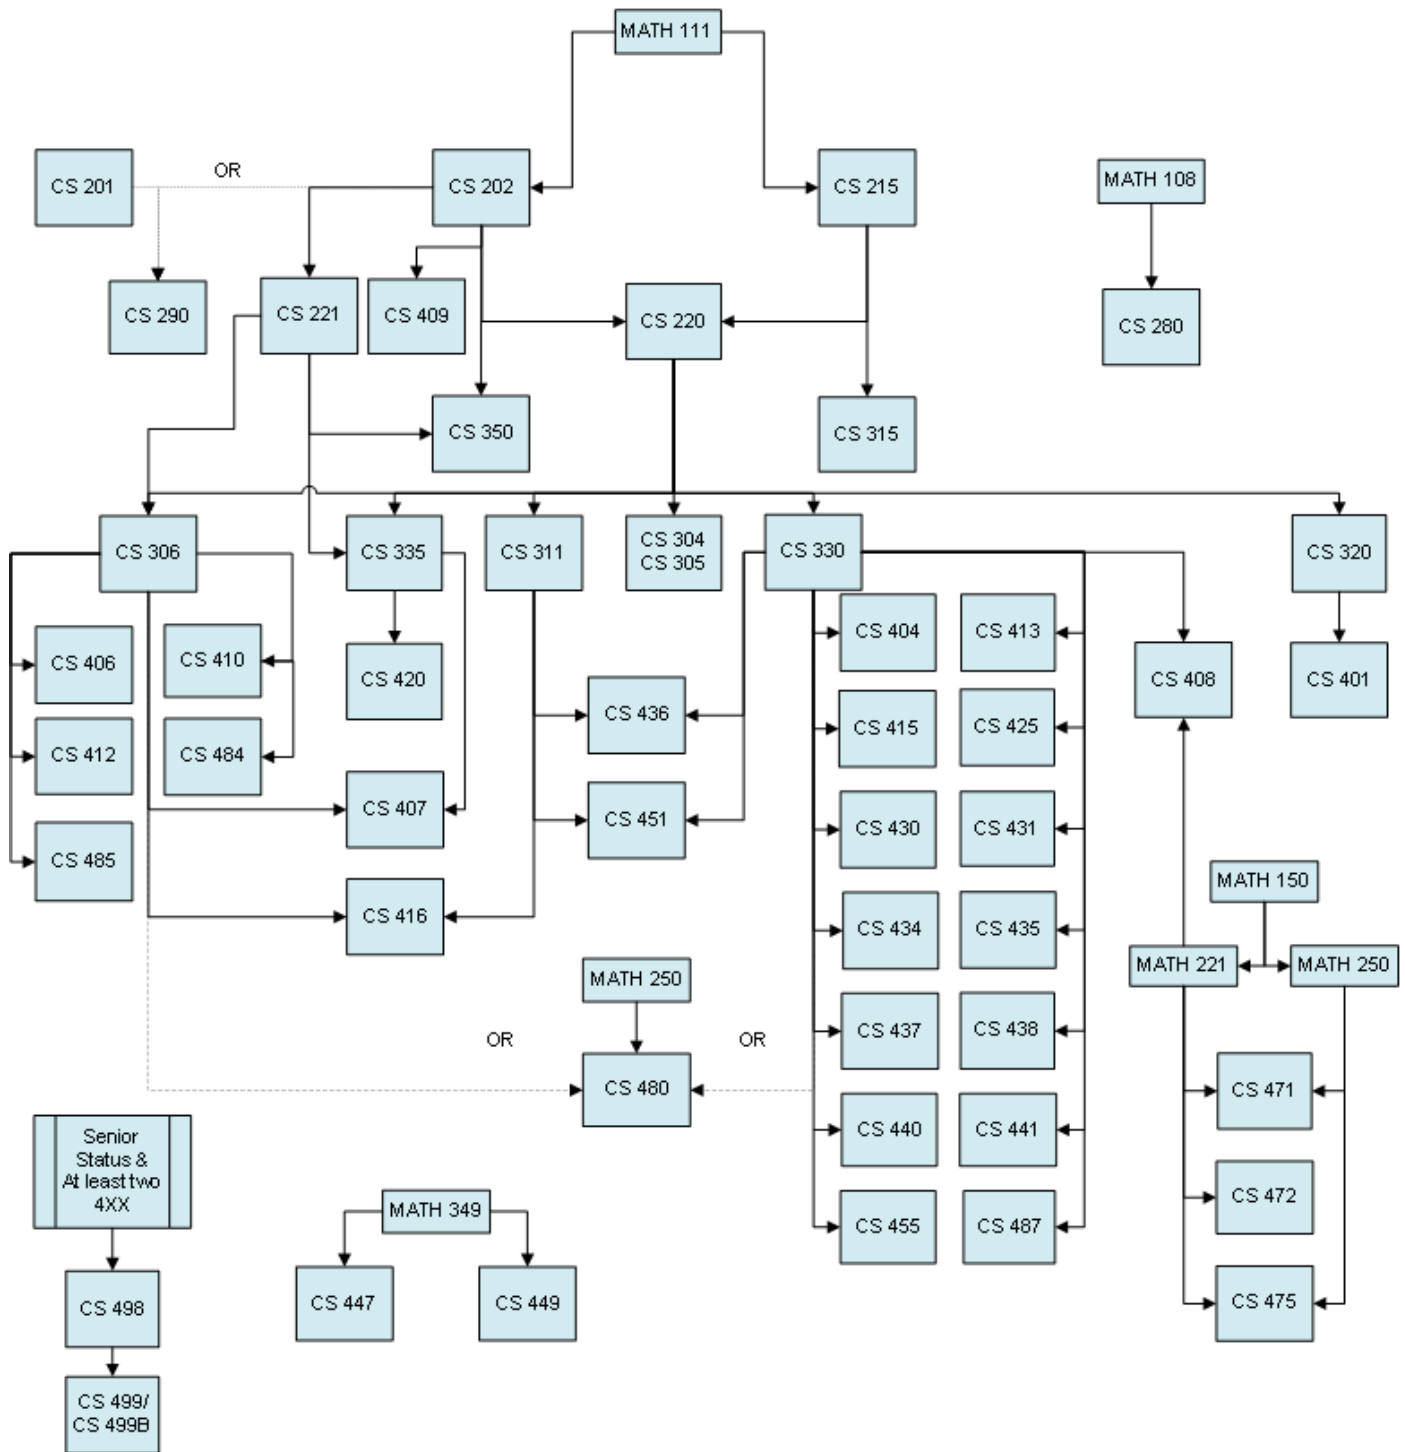 MATH 111
CS 201
OR
CS 202
CS 215
MATH 108
CS 290
CS 221
CS 409
CS 220
CS 280
CS 350
CS 315
CS 306
CS 335
CS 311
CS 304
CS 305
CS 330
CS 320
CS 406
CS 410
CS 420
CS 404
CS 413
CS 408
CS 401
CS 412
CS 484
CS 436
CS 415
CS 425
CS 407
CS 451
CS 430
CS 431
CS 485
MATH 150
CS 416
CS 434
CS 435
MATH 250
MATH 221
MATH 250
OR
OR
CS 437
CS 438
CS 480
CS 471
Senior
Status &
At least two
4XX
CS 440
CS 441
MATH 349
CS 472
CS 455
CS 487
CS 498
CS 447
CS 449
CS 475
CS 499/
CS 499B